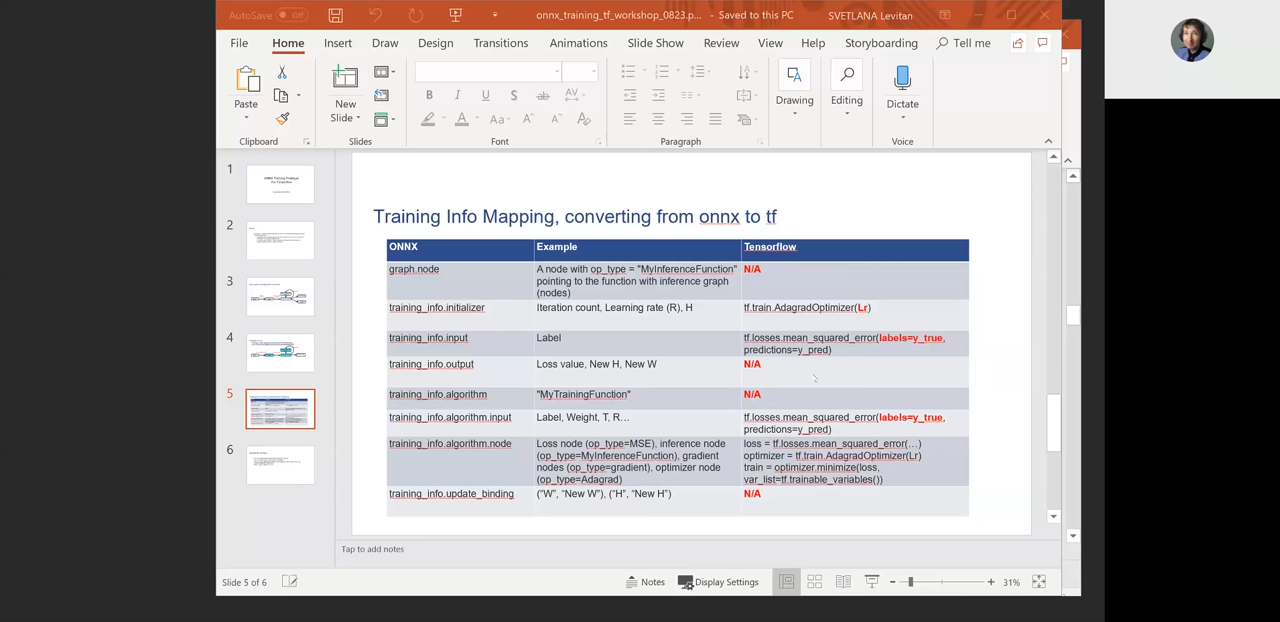 AutoSave Off onnx_training_tf_workshop_0823.p... - Saved to this PC SVETLANA Levitan
File Home Insert Draw Design Transitions Animations Slide Show Review View Help Storyboarding Tell me
Paste
New
Slide
Drawing
Editing
Dictate
Clipboard Slides Font Paragraph Voice
1
2
3
4
5
6
Training Info Mapping, converting from onnx to tf
ONNX Example Tensorflow
graph.node A node with op_type = "MyInferenceFunction" N/A
pointing to the function with inference graph
(nodes)
training_info.initializer Iteration count, Learning rate (R), H tf.train.AdagradOptimizer(Lr)
training_info.input Label tf.losses.mean_squared_error(labels=y_true,
predictions=y_pred)
training_info.output Loss value, New H, New W N/A
training_info.algorithm "MyTrainingFunction" N/A
training_info.algorithm.input Label, Weight, T, R... tf.losses.mean_squared_error(labels=y_true,
predictions=y_pred)
training_info.algorithm.node Loss node (op_type=MSE), inference node loss = tf.losses.mean_squared_error(…)
(op_type=MyInferenceFunction), gradient optimizer = tf.train.AdagradOptimizer(Lr)
nodes (op_type=gradient), optimizer node train = optimizer.minimize(loss,
(op_type=Adagrad) var_list=tf.trainable_variables())
training_info.update_binding ("W", "New W"), ("H", "New H") N/A
Tap to add notes
Slide 5 of 6 Notes Display Settings 31%